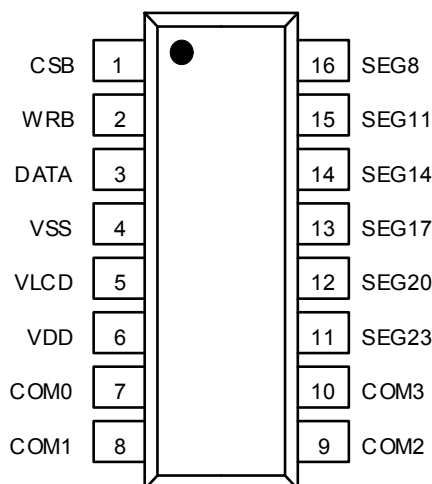 CSB 1 16 SEG8
WRB 2 15 SEG11
DATA 3 14 SEG14
VSS 4 13 SEG17
VLCD 5 12 SEG20
VDD 6 11 SEG23
COM0 7 10 COM3
COM1 8 9 COM2